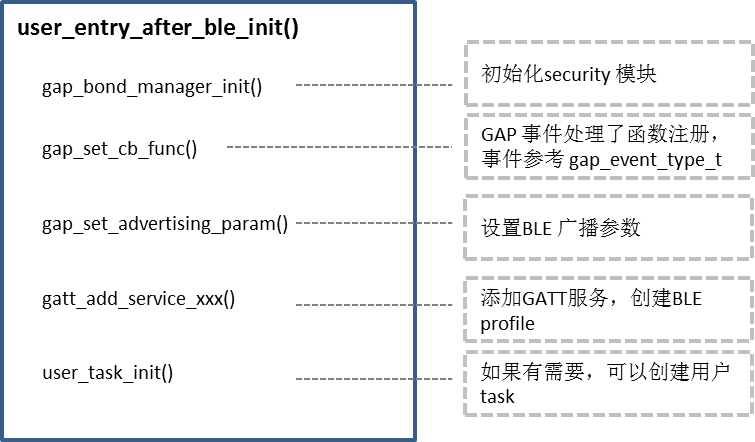 user_entry_after_ble_init()
gap_bond_manager_init()
初始化security 模块
gap_set_cb_func()
GAP 事件处理了函数注册，
事件参考 gap_event_type_t
gap_set_advertising_param()
设置BLE 广播参数
gatt_add_service_xxx()
添加GATT服务，创建BLE
profile
user_task_init()
如果有需要，可以创建用户
task